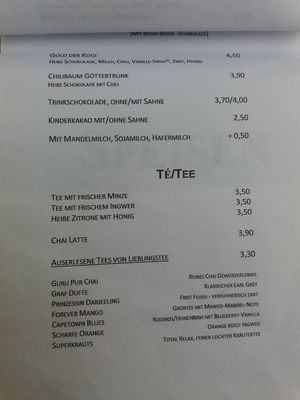 (MIT BOGJA BOGJA -SCHOKOLADE)
GOLD DER KOGI 4,50
HEIßE SCHOKOLADE, MILCH, CHILI, VANILLE-SIRUP, ZIMT, HONIG
CHILIBAUM GÖTTERTRUNK 3,90
HEIßE SCHOKOLADE MIT CHILI
TRINKSCHOKOLADE, OHNE/MIT SAHNE 3,70/4,00
KINDERKAKAO MIT/OHNE SAHNE 2,50
MIT MANDELMILCH, SOJAMILCH, HAFERMILCH +0,50
TÉ/TEE
TEE MIT FRISCHER MINZE 3,50
TEE MIT FRISCHEM INGWER 3,50
HEIßE ZITRONE MIT HONIG 3,50
CHAI LATTE 3,90
AUSERLESENE TEES VON LIEBLINGSTEE 3,30
GURU PUR CHAI REINES CHAI GEWÜRZERLEBNIS
GRAF DUFTE KLASSISCHER EARL GREY
PRINZESSIN DARJEELING FIRST FLUSH - VERFÜHRERISCH ZART
FOREVER MANGO GRÜNTEE MIT MANGO-MANDEL-NOTE
CAPETOWN BLUES ROOIBOS/HONEYBUSH MIT BLUEBERRY-VANILLA
SCHARFE ORANGE ORANGE KÜSST INGWER
SUPERKRAUTS TOTAL RELAX, FEINER LEICHTER KRÄUTERTEE